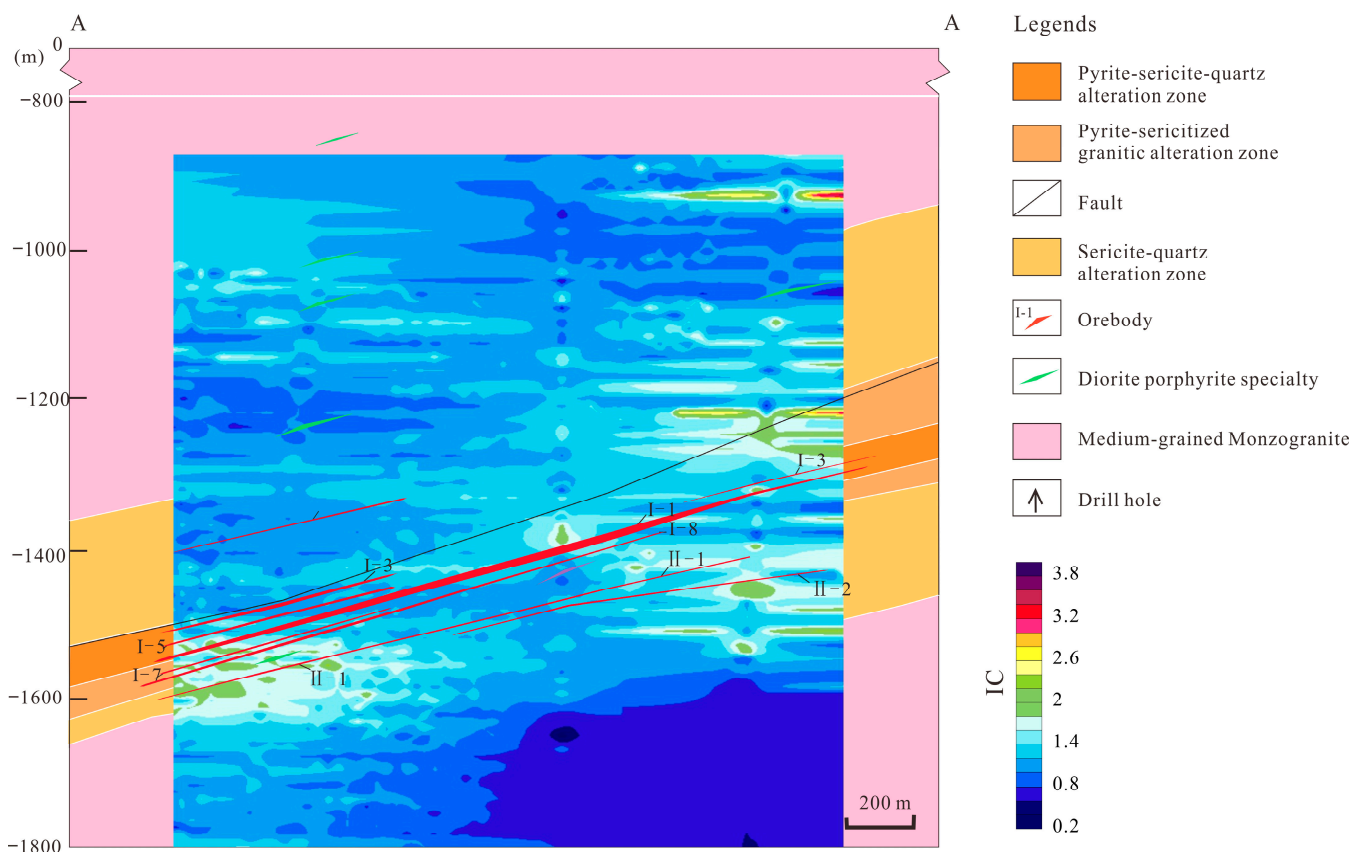 A
A
0
(m)
−800
−1000
−1200
−1400
−1600
−1800
I−3
I−1
I−8
I−3
II−1
II−2
I−5
I−7
II−1
200 m
Legends
Pyrite-sericite-quartz
alteration zone
Pyrite-sericitized
granitic alteration zone
Fault
Sericite-quartz
alteration zone
I-1
Orebody
Diorite porphyrite specialty
Medium-grained Monzogranite
Drill hole
IC
3.8
3.2
2.6
2
1.4
0.8
0.2